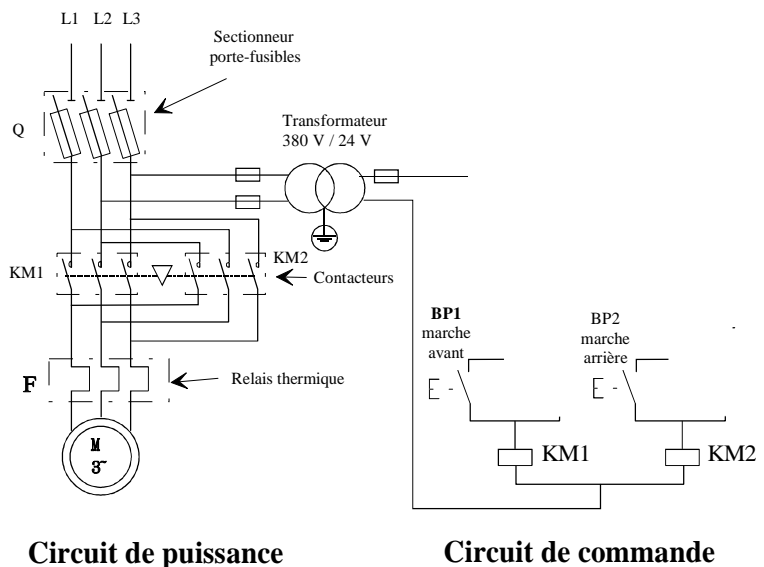 L1 L2 L3
Sectionneur
porte-fusibles
Q
Transformateur
380 V / 24 V
KM1
KM2
Contacteurs
BP1
marche
avant
BP2
marche
arrière
F
Relais thermique
M
3~
KM1
KM2
Circuit de puissance
Circuit de commande